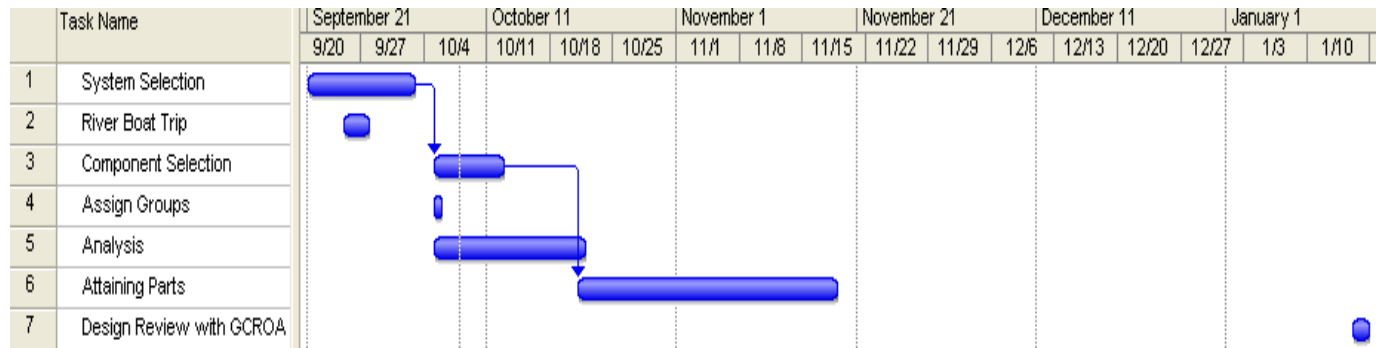 Task Name September 21 October 11 November 1 November 21 December 11 January 1
9/20 9/27 10/4 10/11 10/18 10/25 11/1 11/8 11/15 11/22 11/29 12/6 12/13 12/20 12/27 1/3 1/10
1 System Selection
2 River Boat Trip
3 Component Selection
4 Assign Groups
5 Analysis
6 Attaining Parts
7 Design Review with GCROA